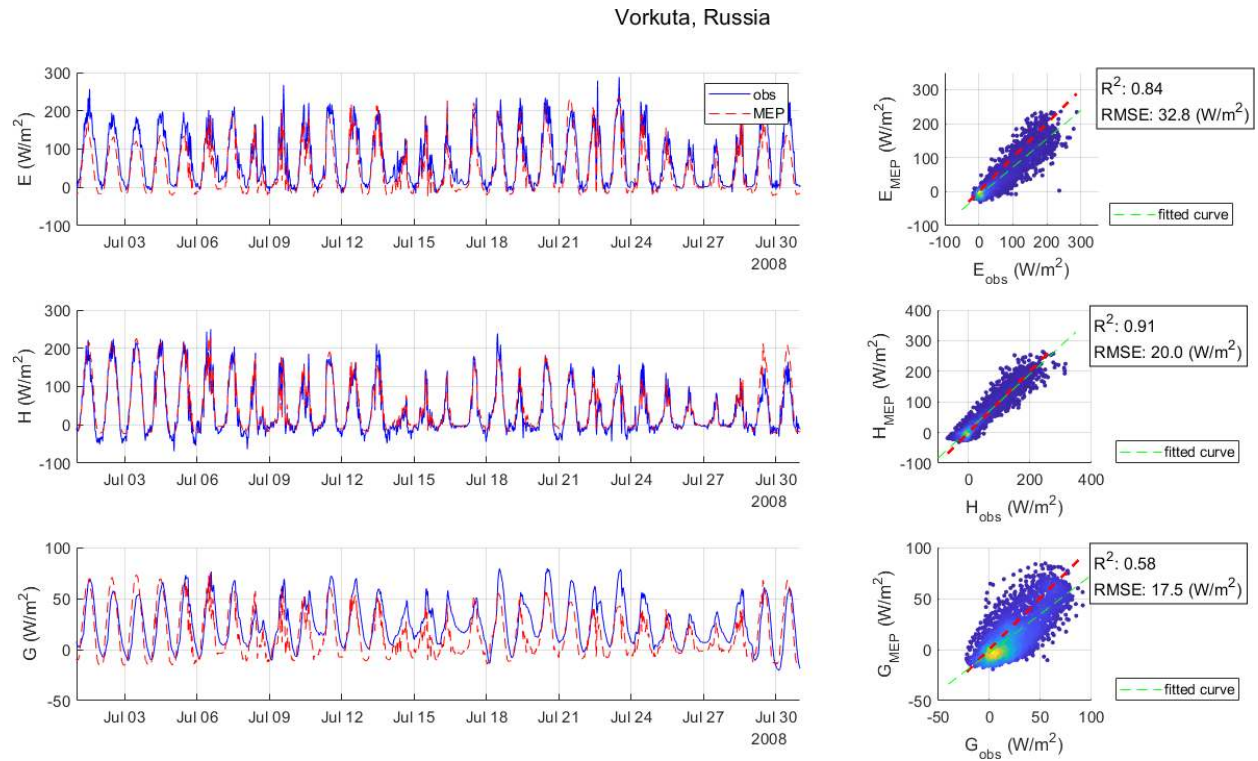 Vorkuta, Russia
E (W/m²)
300
200
100
0
-100
obs
MEP
Jul 03 Jul 06 Jul 09 Jul 12 Jul 15 Jul 18 Jul 21 Jul 24 Jul 27 Jul 30
2008
E_MEP (W/m²)
300
200
100
0
-100
-100 0 100 200 300
E_obs (W/m²)
R²: 0.84
RMSE: 32.8 (W/m²)
fitted curve
H (W/m²)
300
200
100
0
-100
Jul 03 Jul 06 Jul 09 Jul 12 Jul 15 Jul 18 Jul 21 Jul 24 Jul 27 Jul 30
2008
H_MEP (W/m²)
400
300
200
100
0
-100
0 200 400
H_obs (W/m²)
R²: 0.91
RMSE: 20.0 (W/m²)
fitted curve
G (W/m²)
100
50
0
-50
Jul 03 Jul 06 Jul 09 Jul 12 Jul 15 Jul 18 Jul 21 Jul 24 Jul 27 Jul 30
2008
G_MEP (W/m²)
100
50
0
-50
-50 0 50 100
G_obs (W/m²)
R²: 0.58
RMSE: 17.5 (W/m²)
fitted curve